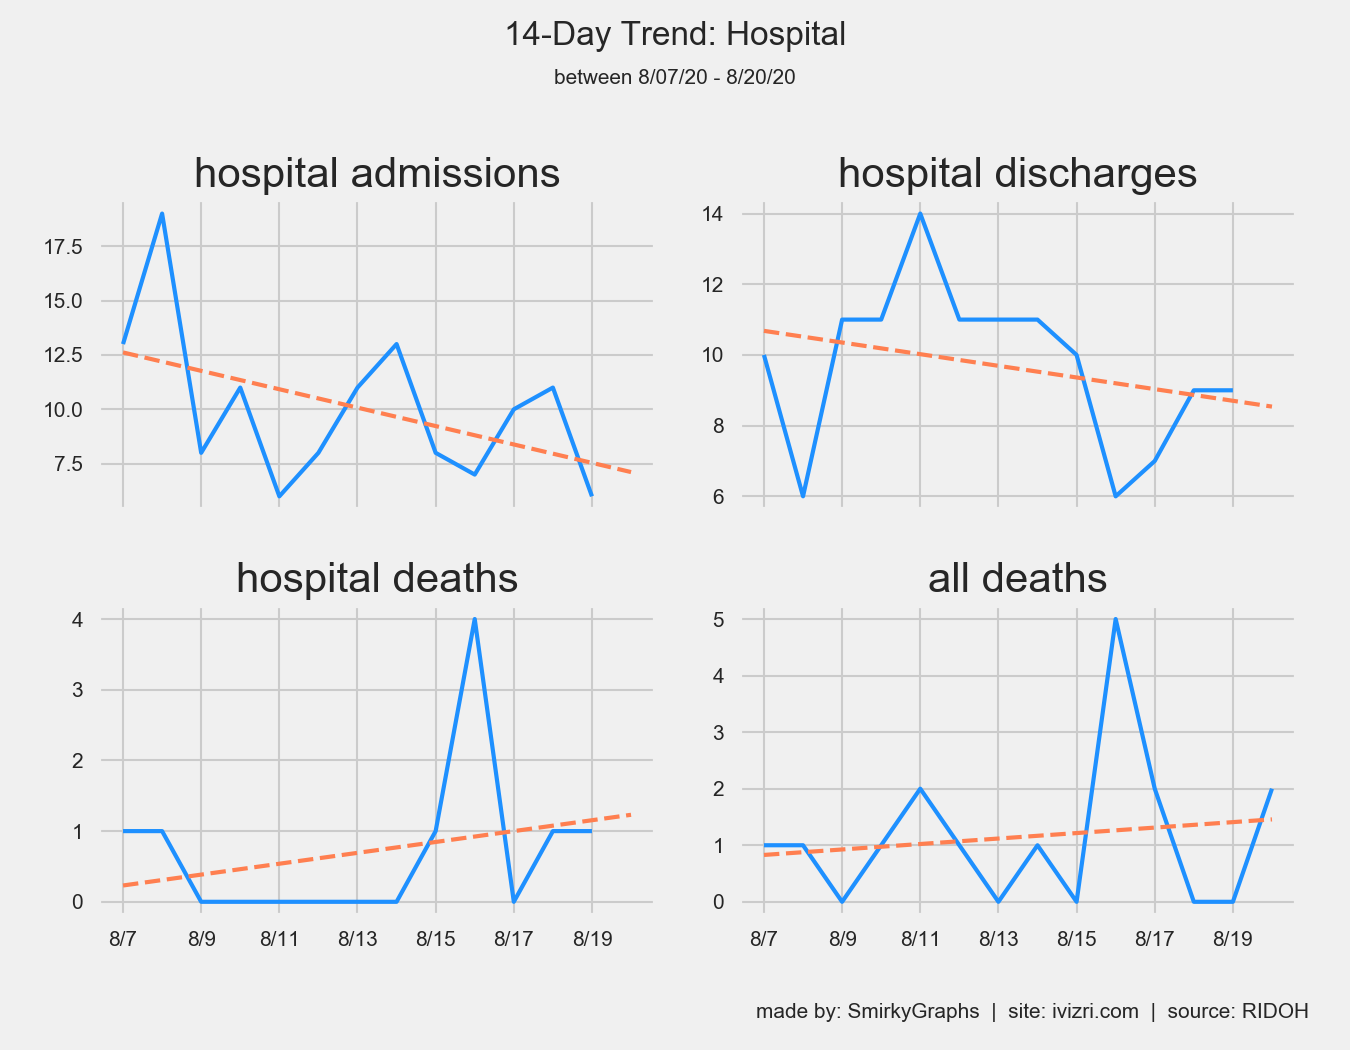 14-Day Trend: Hospital
between 8/07/20 - 8/20/20
hospital admissions
17.5
15.0
12.5
10.0
7.5
hospital discharges
14
12
10
8
6
hospital deaths
4
3
2
1
0
8/7 8/9 8/11 8/13 8/15 8/17 8/19
all deaths
5
4
3
2
1
0
8/7 8/9 8/11 8/13 8/15 8/17 8/19
made by: SmirkyGraphs | site: ivizri.com | source: RIDOH